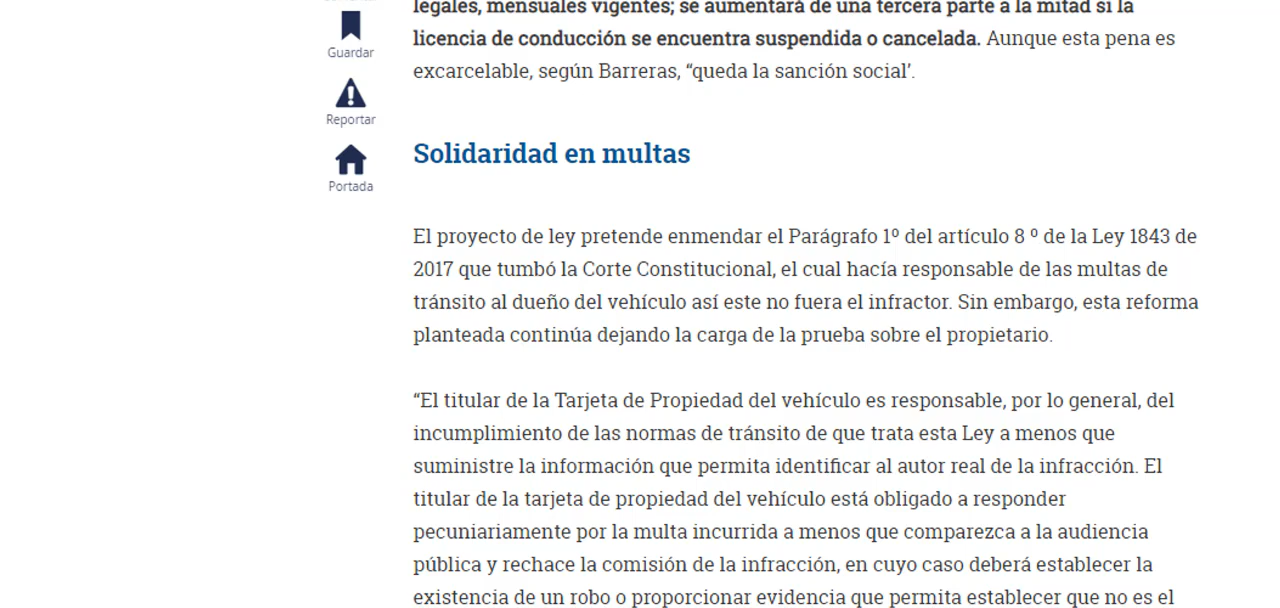 legales, mensuales vigentes; se aumentará de una tercera parte a la mitad si la
licencia de conducción se encuentra suspendida o cancelada. Aunque esta pena es
excarcelable, según Barreras, “queda la sanción social’.
Guardar
Reportar
Portada
Solidaridad en multas
El proyecto de ley pretende enmendar el Parágrafo 1º del artículo 8 º de la Ley 1843 de
2017 que tumbó la Corte Constitucional, el cual hacía responsable de las multas de
tránsito al dueño del vehículo así este no fuera el infractor. Sin embargo, esta reforma
planteada continúa dejando la carga de la prueba sobre el propietario.
“El titular de la Tarjeta de Propiedad del vehículo es responsable, por lo general, del
incumplimiento de las normas de tránsito de que trata esta Ley a menos que
suministre la información que permita identificar al autor real de la infracción. El
titular de la tarjeta de propiedad del vehículo está obligado a responder
pecuniariamente por la multa incurrida a menos que comparezca a la audiencia
pública y rechace la comisión de la infracción, en cuyo caso deberá establecer la
existencia de un robo o proporcionar evidencia que permita establecer que no es el